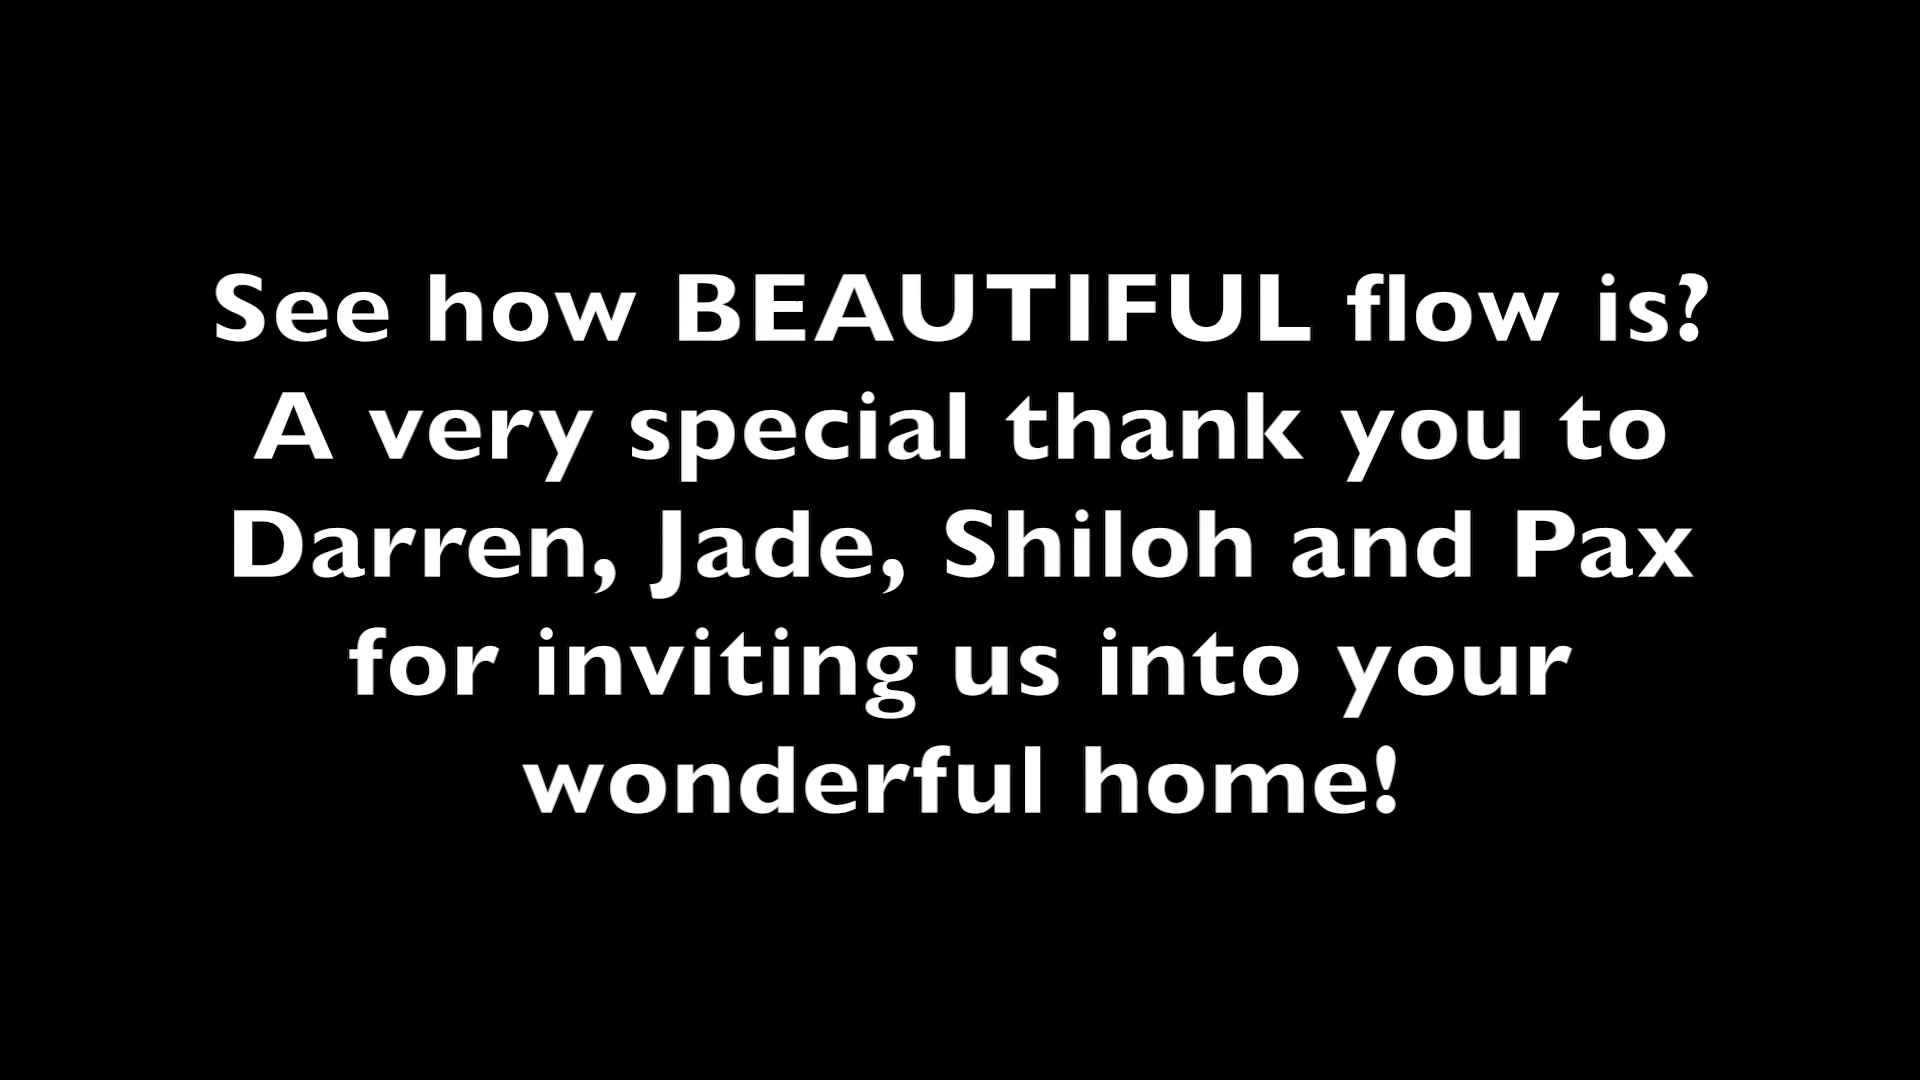 See how BEAUTIFUL flow is?
A very special thank you to
Darren, Jade, Shiloh and Pax
for inviting us into your
wonderful home!